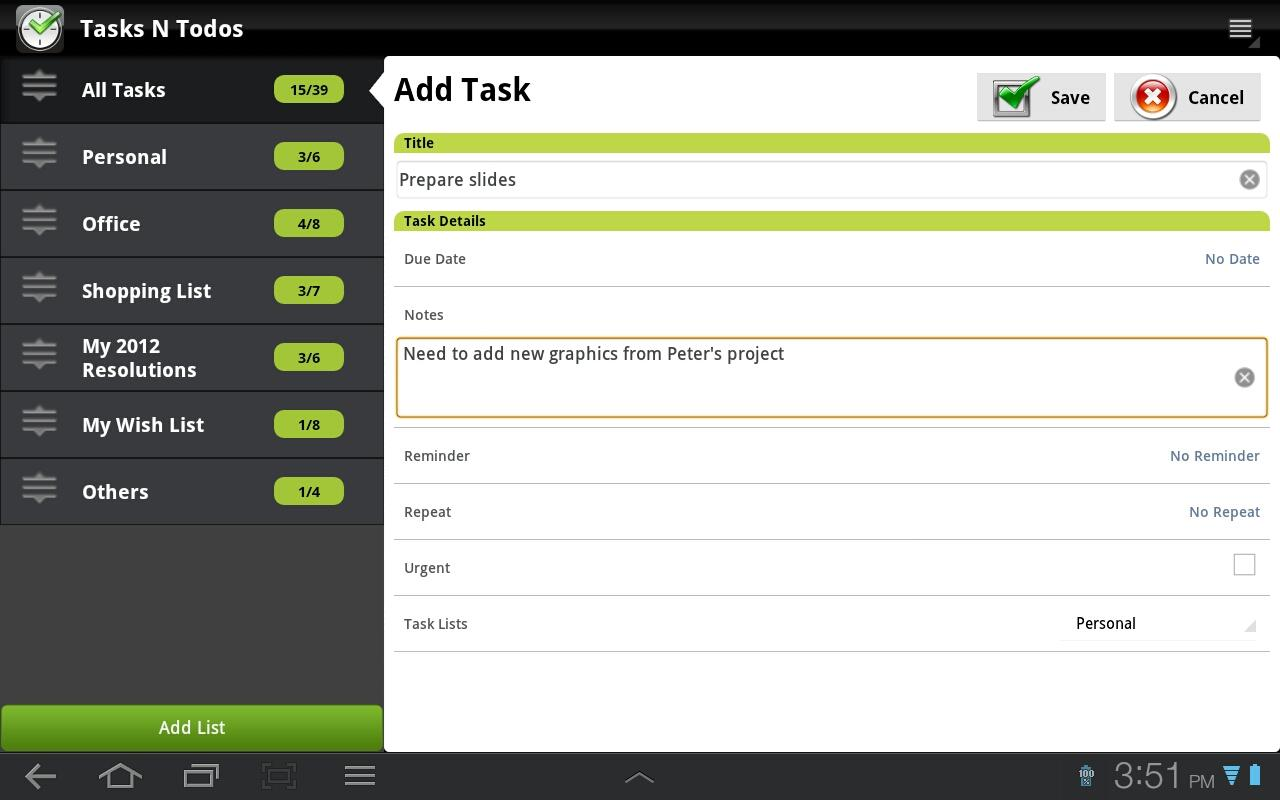 Tasks N Todos
All Tasks 15/39
Personal 3/6
Office 4/8
Shopping List 3/7
My 2012
Resolutions 3/6
My Wish List 1/8
Others 1/4
Add List
Add Task
Save
Cancel
Title
Prepare slides
Task Details
Due Date No Date
Notes
Need to add new graphics from Peter's project
Reminder No Reminder
Repeat No Repeat
Urgent
Task Lists Personal
100
%
3:51 PM